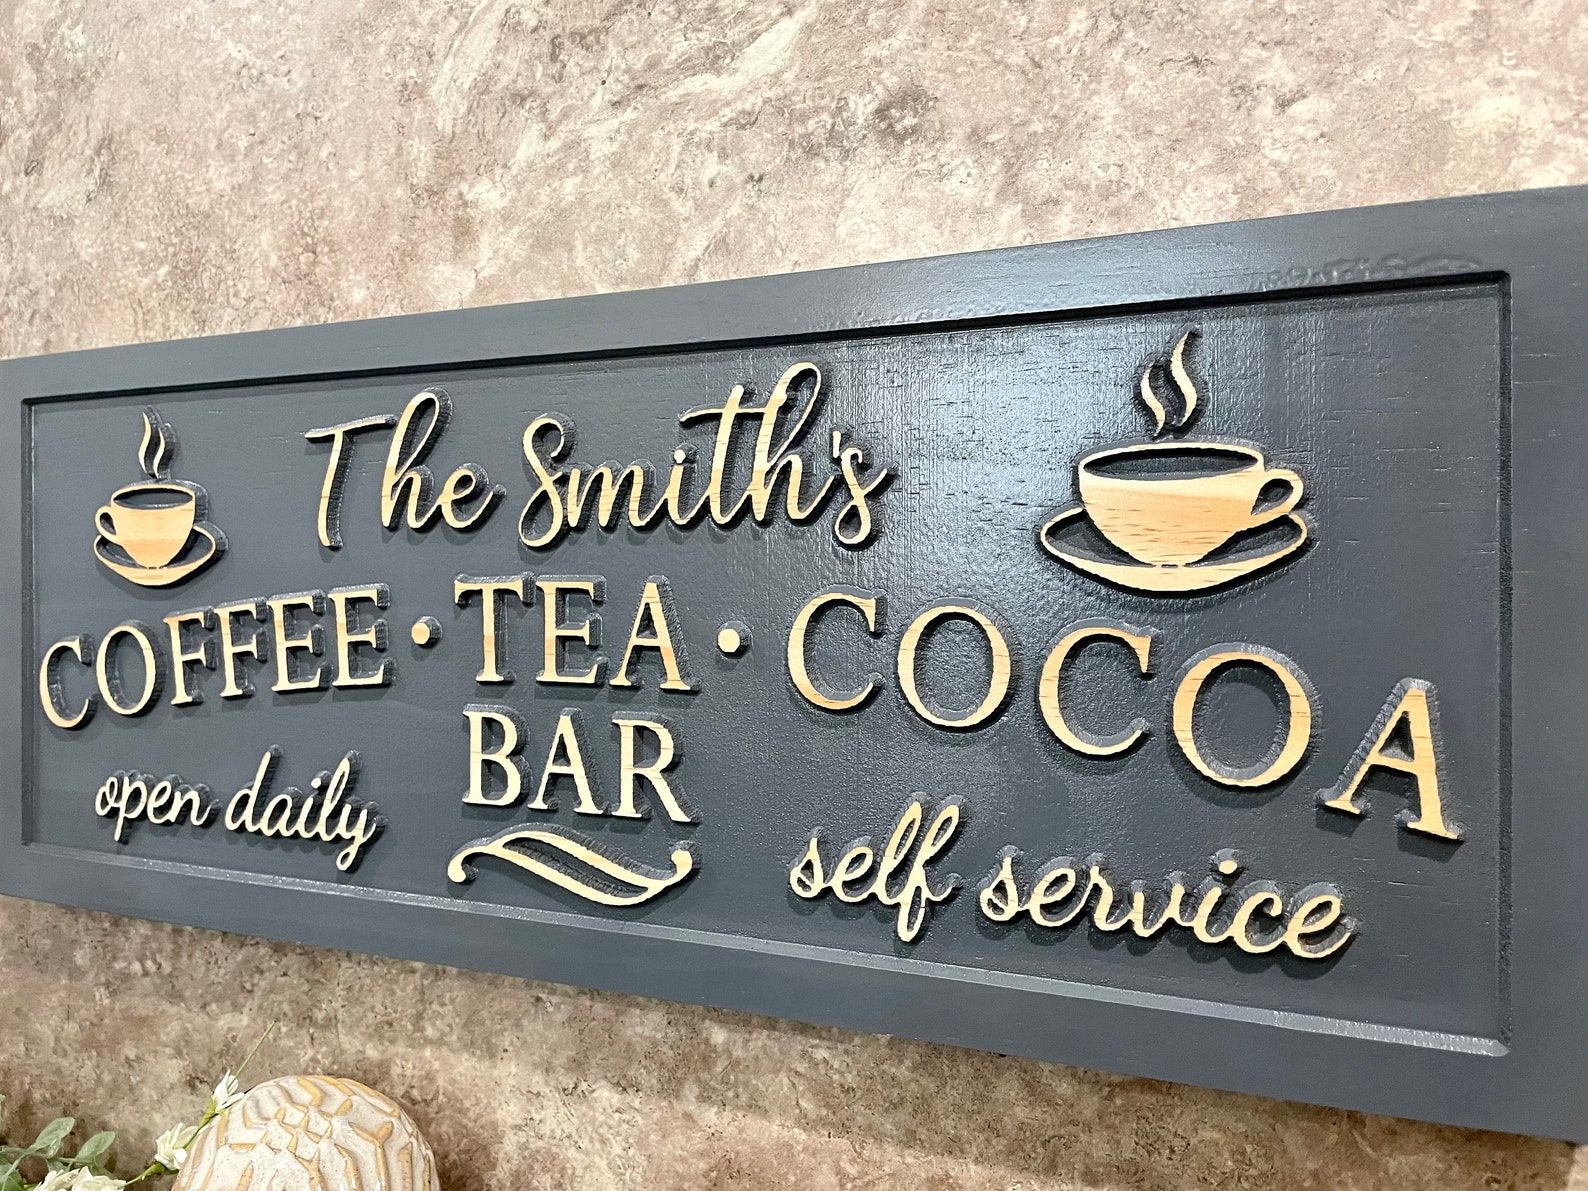 The Smith's
COFFEE • TEA • COCOA
BAR
open daily
self service